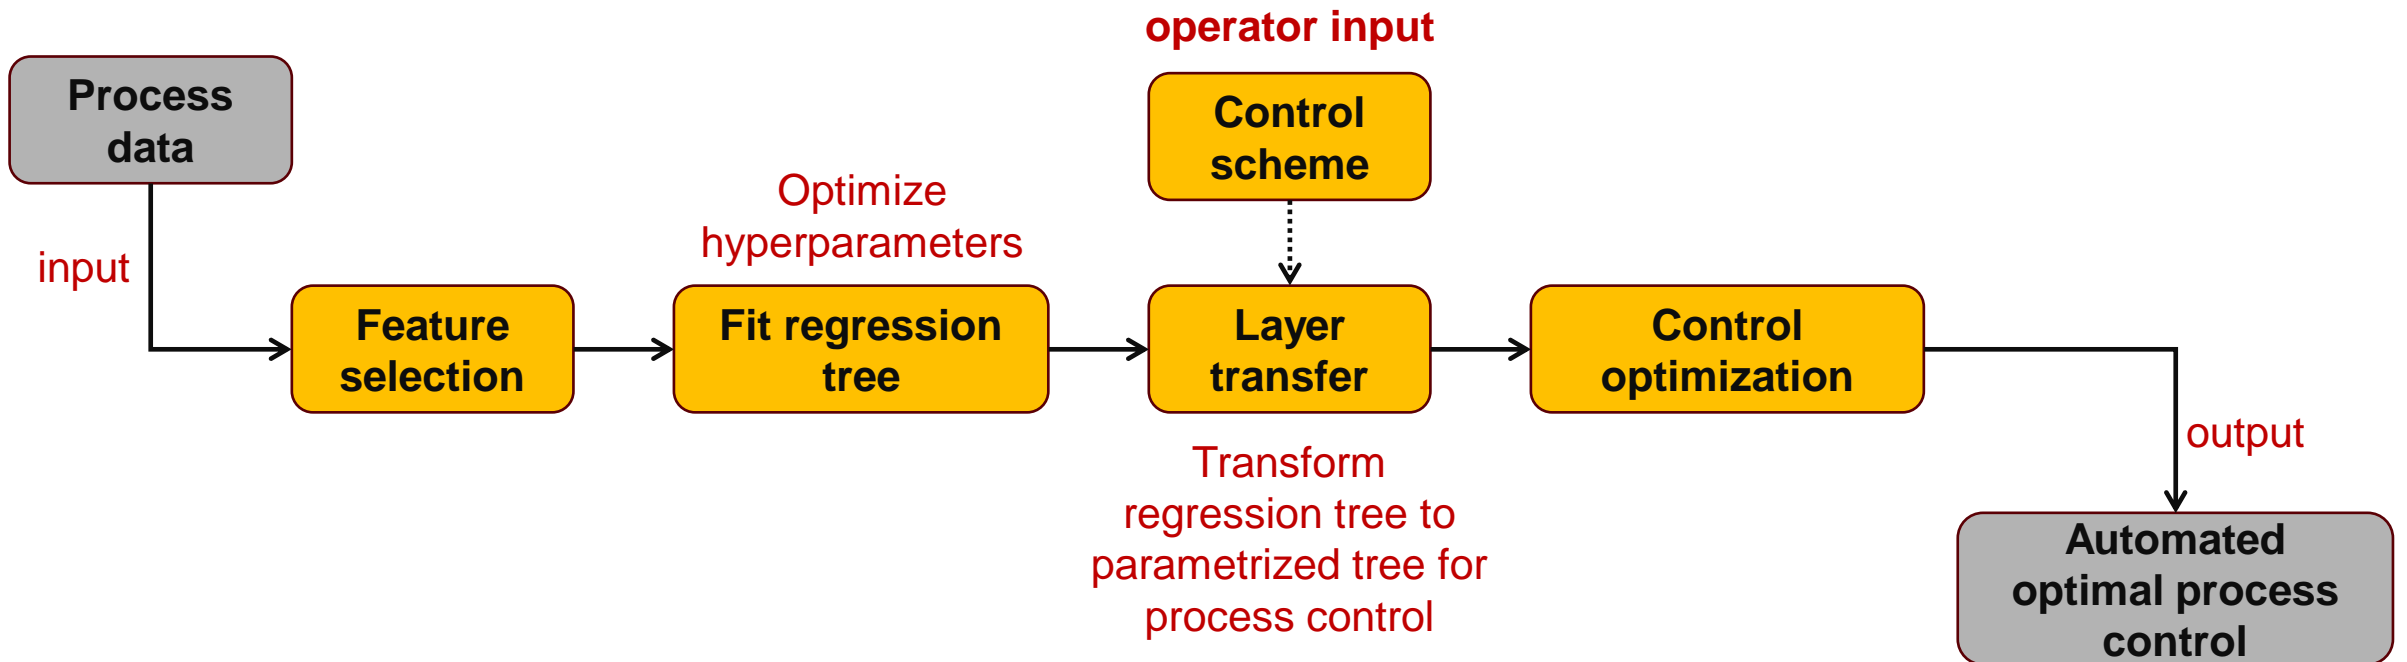 operator input
Process
data
Control
scheme
Optimize
hyperparameters
input
Feature
selection
Fit regression
tree
Layer
transfer
Control
optimization
output
Transform
regression tree to
parametrized tree for
process control
Automated
optimal process
control